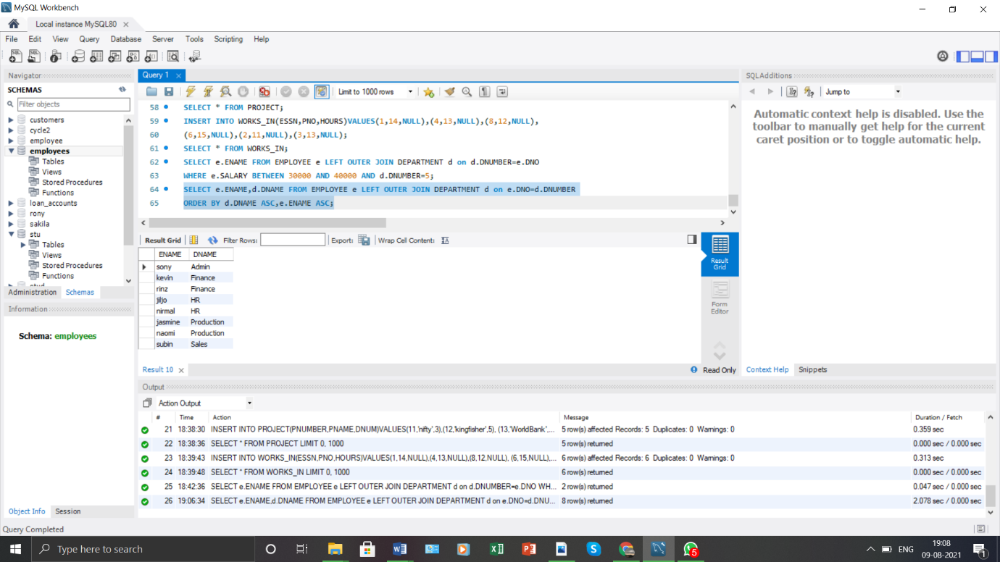 MySQL Workbench
Local instance MySQL80
File Edit View Query Database Server Tools Scripting Help
Navigator
SCHEMAS
Filter objects
customers
cycle2
employee
employees
Tables
Views
Stored Procedures
Functions
loan_accounts
rony
sakila
stu
Tables
Views
Stored Procedures
Functions
Administration Schemas
Information
Schema: employees
Object Info Session
Query 1
Limit to 1000 rows
58 SELECT * FROM PROJECT;
59 INSERT INTO WORKS_IN(ESSN,PNO,HOURS)VALUES(1,14,NULL),(4,13,NULL),(8,12,NULL),
60 (6,15,NULL),(2,11,NULL),(3,13,NULL);
61 SELECT * FROM WORKS_IN;
62 SELECT e.ENAME FROM EMPLOYEE e LEFT OUTER JOIN DEPARTMENT d on d.DNUMBER=e.DNO
63 WHERE e.SALARY BETWEEN 30000 AND 40000 AND d.DNUMBER=5;
64 SELECT e.ENAME,d.DNAME FROM EMPLOYEE e LEFT OUTER JOIN DEPARTMENT d on e.DNO=d.DNUMBER
65 ORDER BY d.DNAME ASC,e.ENAME ASC;
Result Grid Filter Rows: Export: Wrap Cell Content:
ENAME DNAME
sony Admin
kevin Finance
rinz Finance
jiljo HR
nirmal HR
jasmine Production
naomi Production
subin Sales
Result Grid
Form Editor
Result 10 Read Only
SQLAdditions
Jump to
Automatic context help is disabled. Use the
toolbar to manually get help for the current
caret position or to toggle automatic help.
Context Help Snippets
Output
Action Output
# Time Action Message Duration / Fetch
21 18:38:30 INSERT INTO PROJECT(PNUMBER,PNAME,DNUM)VALUES(11,'nifty',3),(12,'kingfisher',5), (13,'WorldBank',... 5 row(s) affected Records: 5 Duplicates: 0 Warnings: 0 0.359 sec
22 18:38:36 SELECT * FROM PROJECT LIMIT 0, 1000 5 row(s) returned 0.000 sec / 0.000 sec
23 18:39:43 INSERT INTO WORKS_IN(ESSN,PNO,HOURS)VALUES(1,14,NULL),(4,13,NULL),(8,12,NULL), (6,15,NULL),... 6 row(s) affected Records: 6 Duplicates: 0 Warnings: 0 0.313 sec
24 18:39:48 SELECT * FROM WORKS_IN LIMIT 0, 1000 6 row(s) returned 0.000 sec / 0.000 sec
25 18:42:36 SELECT e.ENAME FROM EMPLOYEE e LEFT OUTER JOIN DEPARTMENT d on d.DNUMBER=e.DNO WH... 2 row(s) returned 0.047 sec / 0.000 sec
26 19:06:34 SELECT e.ENAME,d.DNAME FROM EMPLOYEE e LEFT OUTER JOIN DEPARTMENT d on e.DNO=d.DNU... 8 row(s) returned 2.078 sec / 0.000 sec
Query Completed
Type here to search
ENG
19:08
09-08-2021
5
1